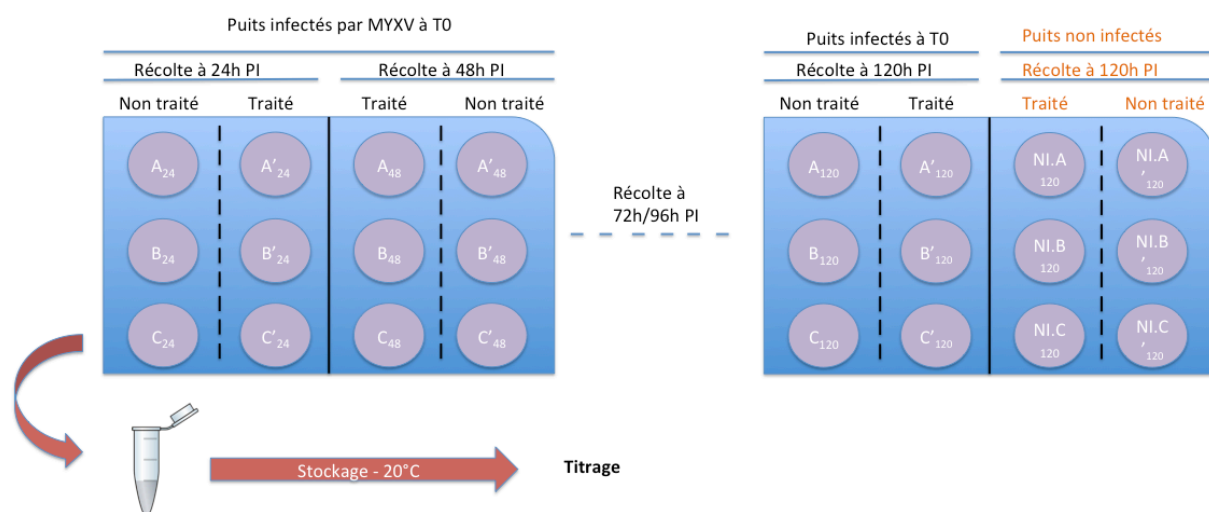 Puits infectés par MYXV à T0
Récolte à 24h PI Récolte à 48h PI
Non traité Traité Traité Non traité
A24 A’24 A48 A’48
B24 B’24 B48 B’48
C24 C’24 C48 C’48
Récolte à
72h/96h PI
Puits infectés à T0 Puits non infectés
Récolte à 120h PI Récolte à 120h PI
Non traité Traité Traité Non traité
A120 A’120 NI.A120 NI.A’120
B120 B’120 NI.B120 NI.B’120
C120 C’120 NI.C120 NI.C’120
Stockage - 20°C Titrage